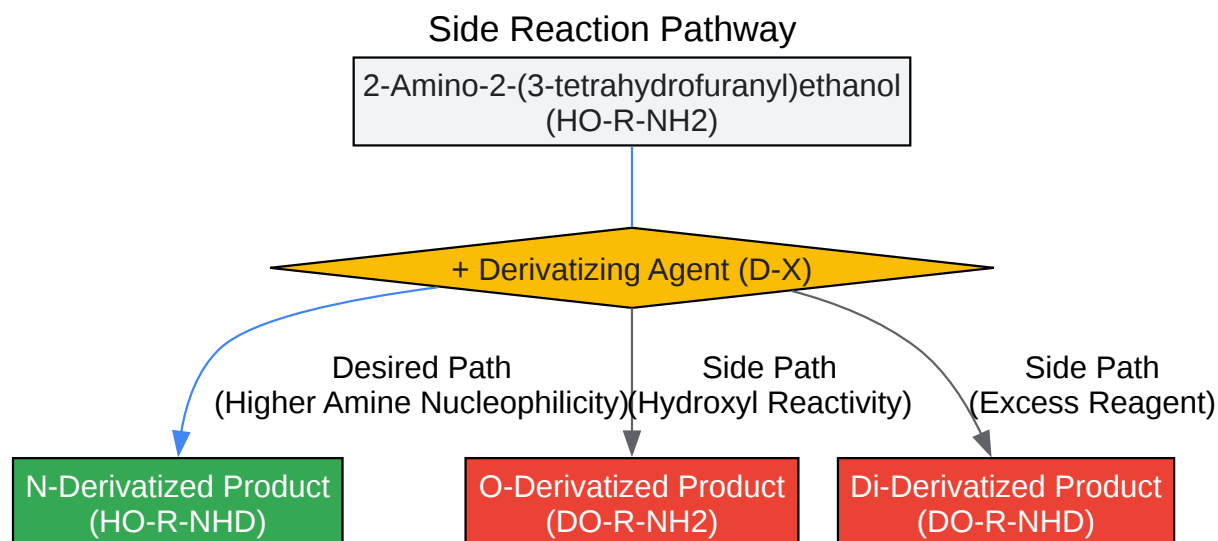 Side Reaction Pathway
2-Amino-2-(3-tetrahydrofuranyl)ethanol
(HO-R-NH2)
+ Derivatizing Agent (D-X)
Desired Path
(Higher Amine Nucleophilicity)
Side Path
(Hydroxyl Reactivity)
Side Path
(Excess Reagent)
N-Derivatized Product
(HO-R-NHD)
O-Derivatized Product
(DO-R-NH2)
Di-Derivatized Product
(DO-R-NHD)